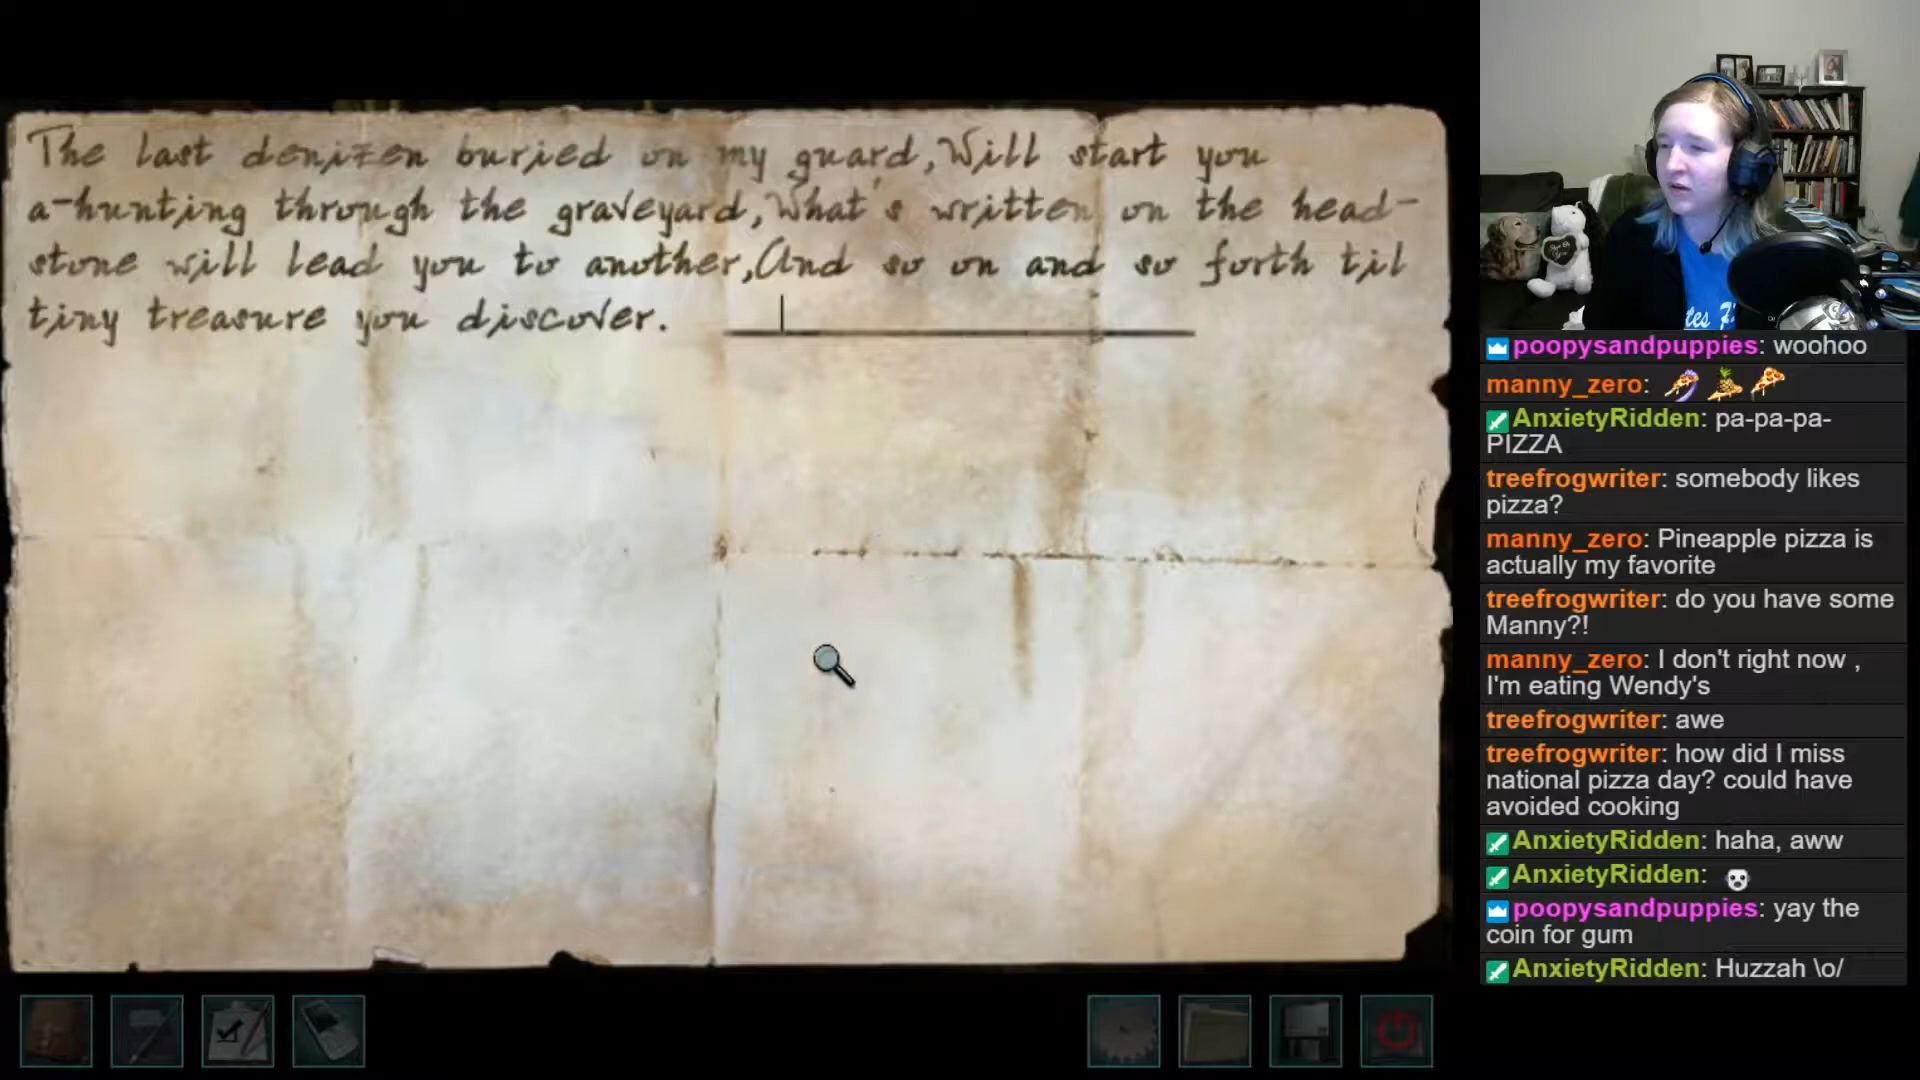 The last denizen buried on my guard,Will start you
a-hunting through the graveyard,What's written on the head-
stone will lead you to another,And so on and so forth til
tiny treasure you discover.
poopysandpuppies: woohoo
manny_zero:
AnxietyRidden: pa-pa-pa-
PIZZA
treefrogwriter: somebody likes
pizza?
manny_zero: Pineapple pizza is
actually my favorite
treefrogwriter: do you have some
Manny?!
manny_zero: I don't right now ,
I'm eating Wendy's
treefrogwriter: awe
treefrogwriter: how did I miss
national pizza day? could have
avoided cooking
AnxietyRidden: haha, aww
AnxietyRidden:
poopysandpuppies: yay the
coin for gum
AnxietyRidden: Huzzah \o/